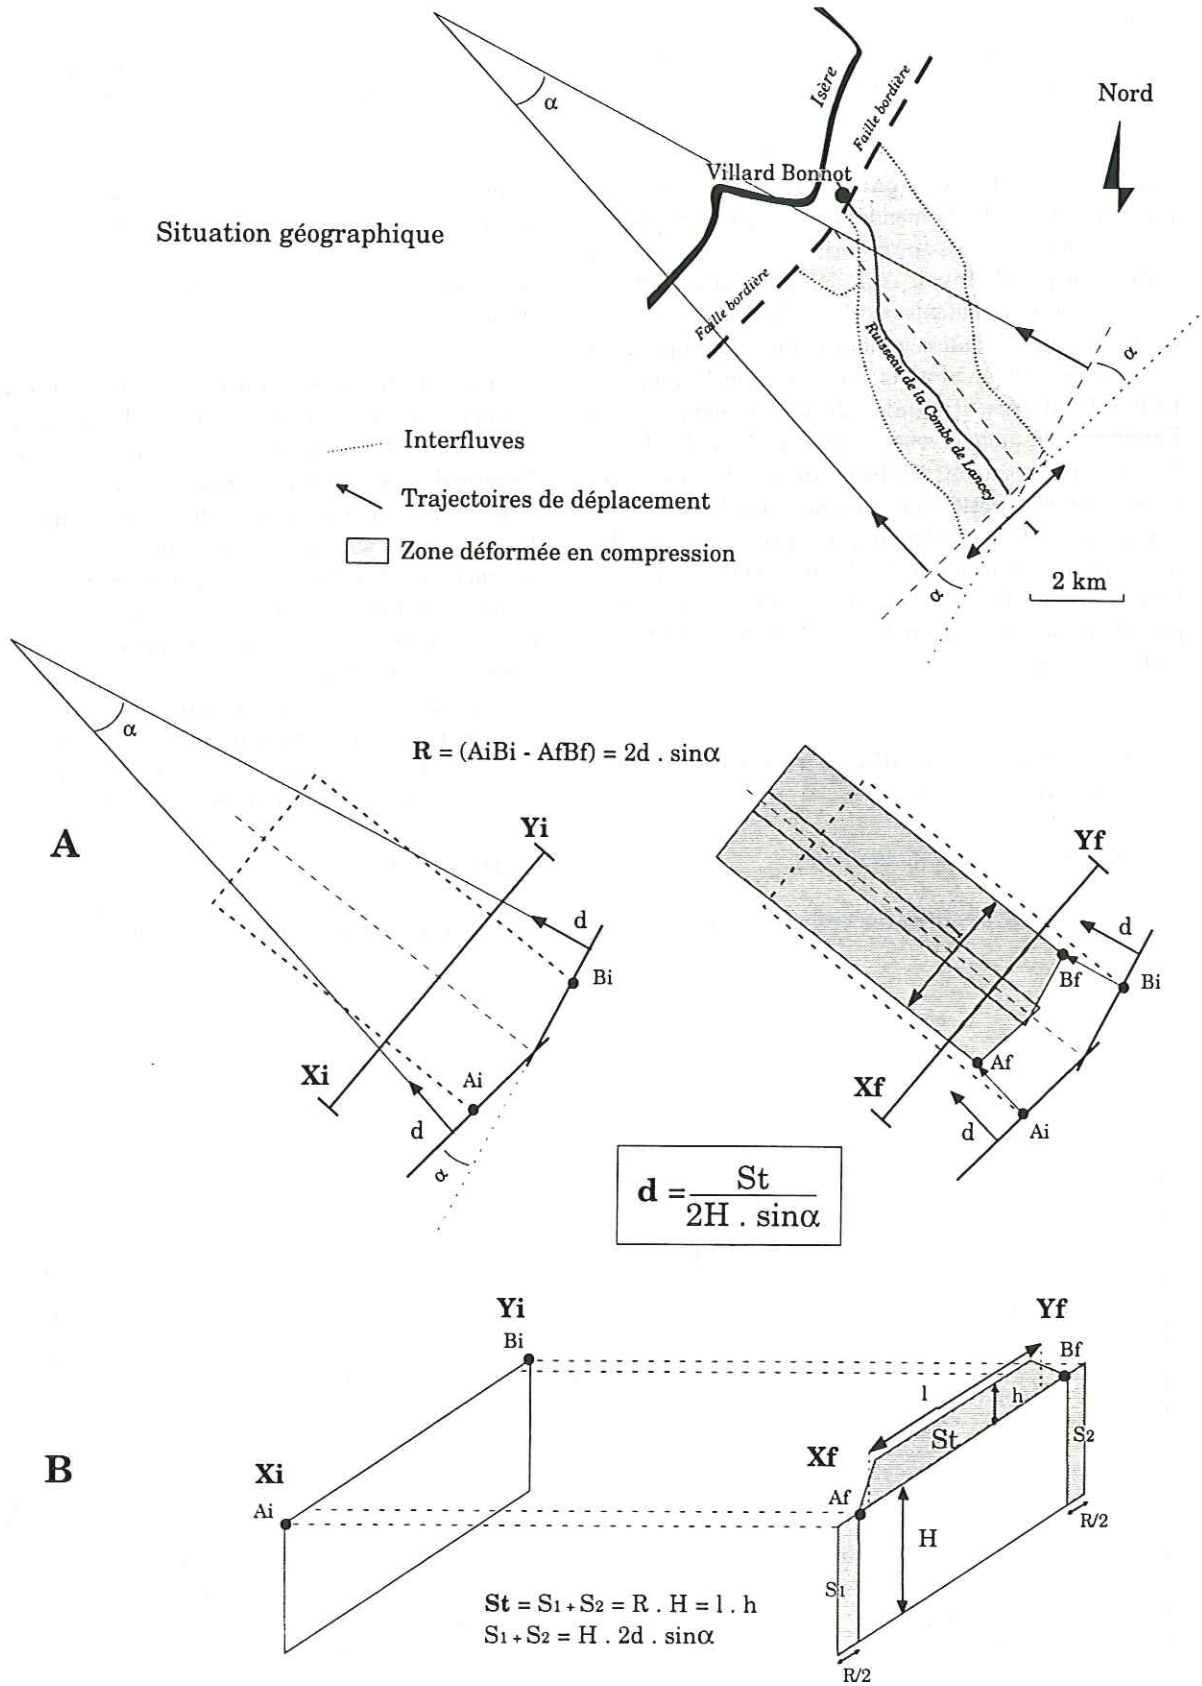 α
Isère
Faille bordière
Nord
Villard Bonnot
Situation géographique
Faille bordière
Ruisseau de la Combe de Lancey
α
Interfluves
Trajectoires de déplacement
Zone déformée en compression
l
α
2 km
α
R = (AiBi - AfBf) = 2d . sinα
A
Yi
Yf
d
d
Bi
Bf
Bi
l
Xi
Ai
Af
Xf
d
d
Ai
α
d = St / 2H . sinα
Yi
Yf
Bi
Bf
l
h
St
S2
B
Xi
Xf
Ai
Af
H
R/2
S1
St = S1 + S2 = R . H = l . h
S1 + S2 = H . 2d . sinα
R/2